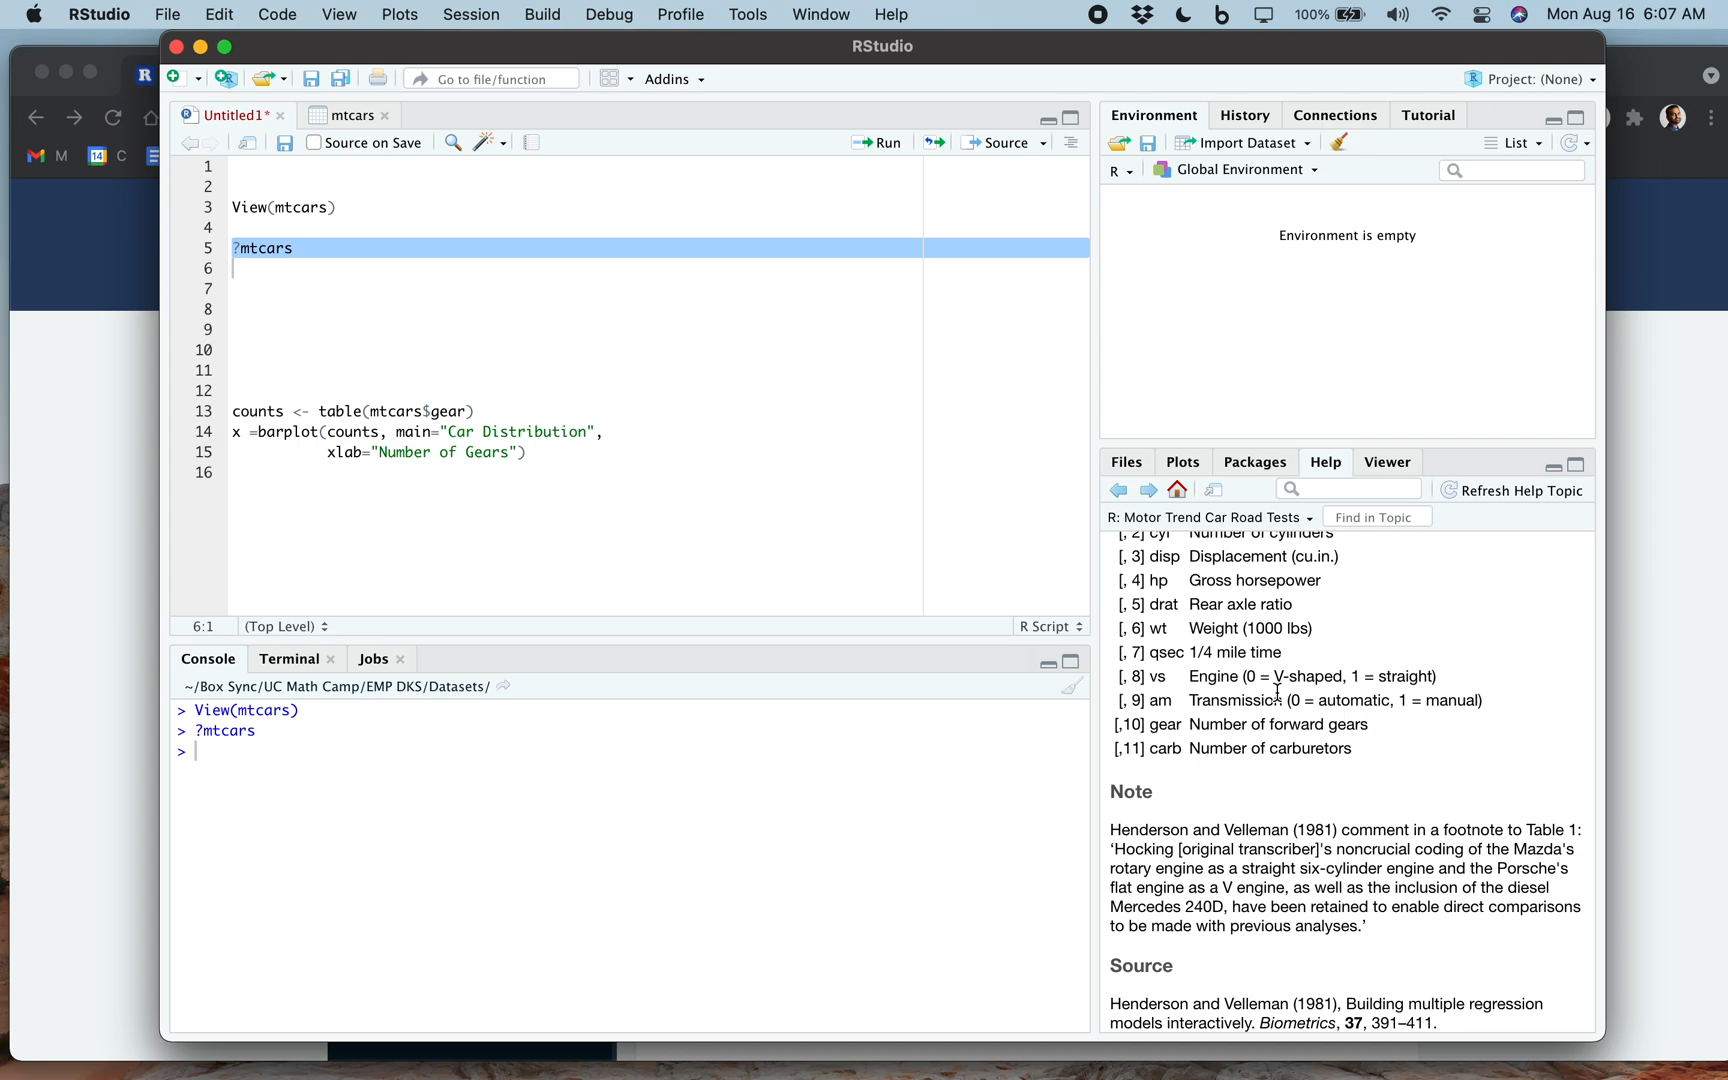 RStudio File Edit Code View Plots Session Build Debug Profile Tools Window Help 100% Mon Aug 16 6:07 AM
RStudio
Go to file/function Addins Project: (None)
Untitled1* mtcars
Source on Save Run Source
1
2
3 View(mtcars)
4
5 ?mtcars
6
7
8
9
10
11
12
13 counts <- table(mtcars$gear)
14 x =barplot(counts, main="Car Distribution",
15 xlab="Number of Gears")
16
6:1 (Top Level) R Script
Console Terminal Jobs
~/Box Sync/UC Math Camp/EMP DKS/Datasets/
> View(mtcars)
> ?mtcars
>
Environment History Connections Tutorial
Import Dataset List
R Global Environment
Environment is empty
Files Plots Packages Help Viewer
Refresh Help Topic
R: Motor Trend Car Road Tests Find in Topic
[, 2] cyl Number of cylinders
[, 3] disp Displacement (cu.in.)
[, 4] hp Gross horsepower
[, 5] drat Rear axle ratio
[, 6] wt Weight (1000 lbs)
[, 7] qsec 1/4 mile time
[, 8] vs Engine (0 = V-shaped, 1 = straight)
[, 9] am Transmission (0 = automatic, 1 = manual)
[,10] gear Number of forward gears
[,11] carb Number of carburetors
Note
Henderson and Velleman (1981) comment in a footnote to Table 1:
‘Hocking [original transcriber]'s noncrucial coding of the Mazda's
rotary engine as a straight six-cylinder engine and the Porsche's
flat engine as a V engine, as well as the inclusion of the diesel
Mercedes 240D, have been retained to enable direct comparisons
to be made with previous analyses.’
Source
Henderson and Velleman (1981), Building multiple regression
models interactively. Biometrics, 37, 391–411.
R
M 14 C